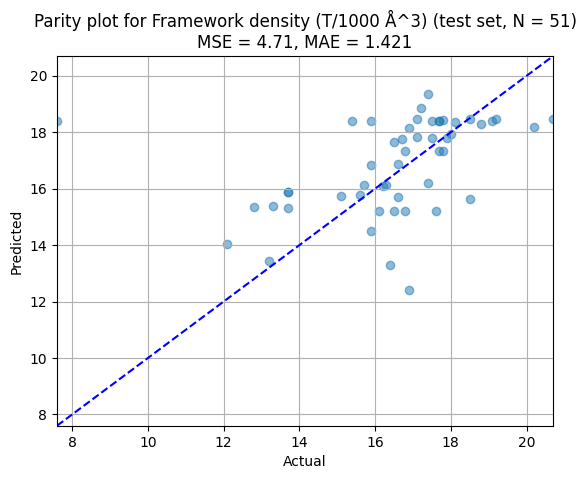 Parity plot for Framework density (T/1000 Å^3) (test set, N = 51)
MSE = 4.71, MAE = 1.421
20
18
16
14
12
10
8
Predicted
8 10 12 14 16 18 20
Actual